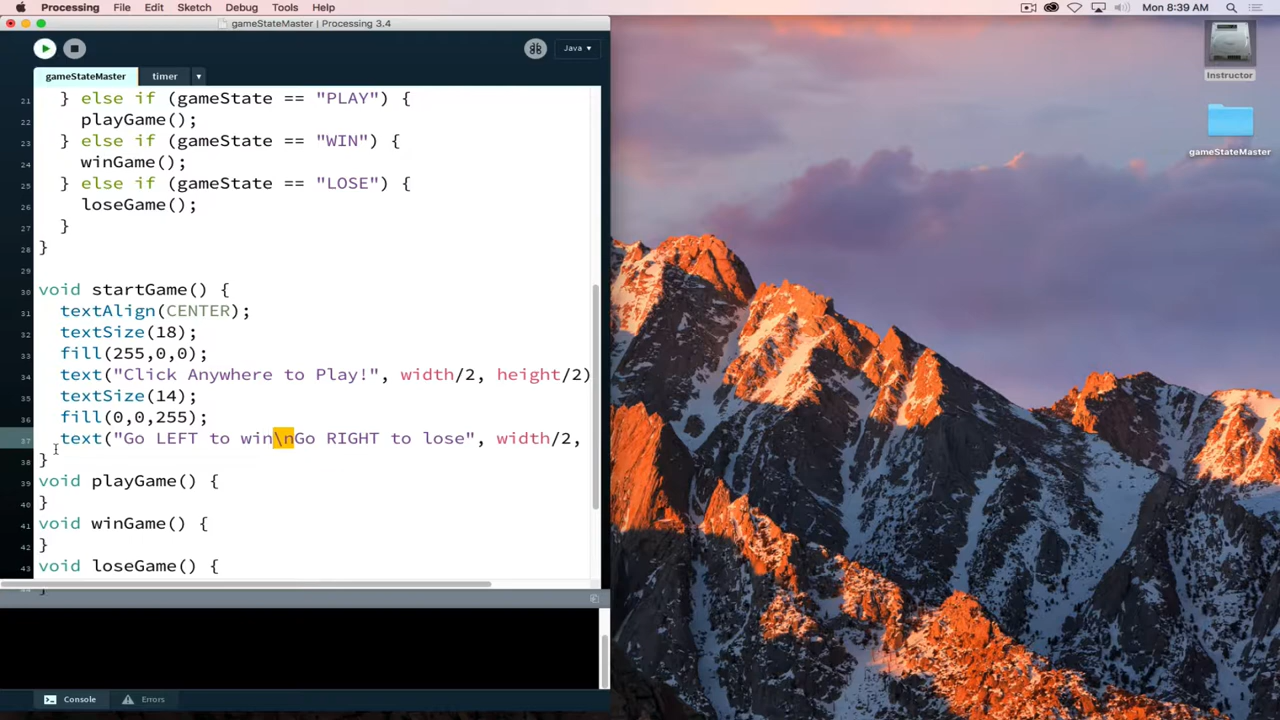 Processing File Edit Sketch Debug Tools Help Mon 8:39 AM
gameStateMaster | Processing 3.4
Java ▾
gameStateMaster timer ▾
21 } else if (gameState == "PLAY") {
22 playGame();
23 } else if (gameState == "WIN") {
24 winGame();
25 } else if (gameState == "LOSE") {
26 loseGame();
27 }
28 }
29
30 void startGame() {
31 textAlign(CENTER);
32 textSize(18);
33 fill(255,0,0);
34 text("Click Anywhere to Play!", width/2, height/2)
35 textSize(14);
36 fill(0,0,255);
37 text("Go LEFT to win\nGo RIGHT to lose", width/2,
38 }
39 void playGame() {
40 }
41 void winGame() {
42 }
43 void loseGame() {
Console Errors
Instructor
gameStateMaster